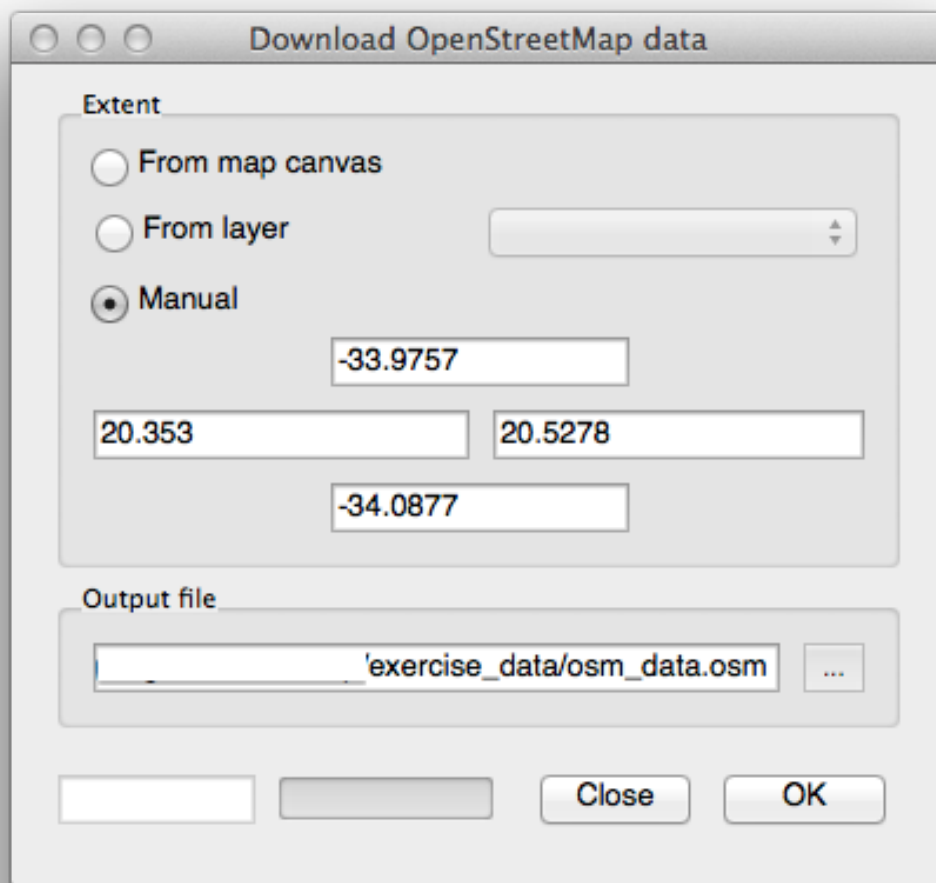 Download OpenStreetMap data
Extent
From map canvas
From layer
Manual
-33.9757
20.353 20.5278
-34.0877
Output file
/exercise_data/osm_data.osm ...
Close OK